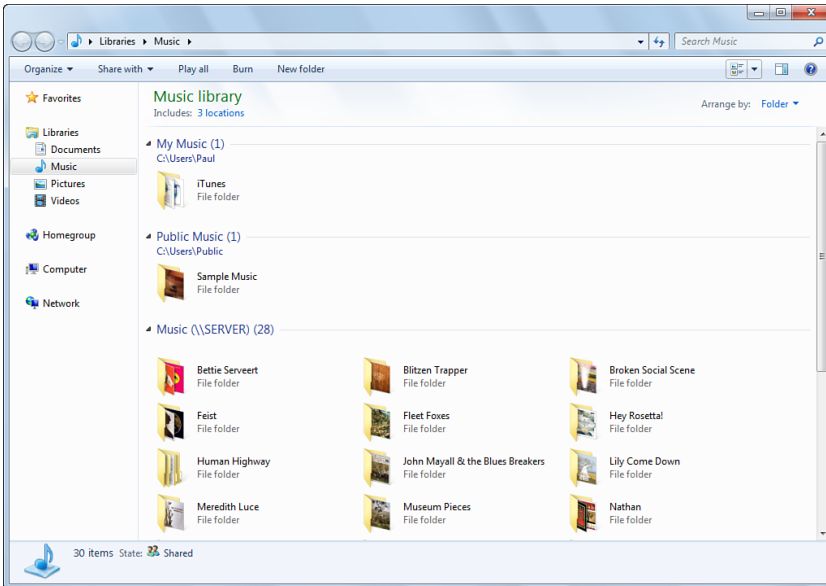 Libraries ▸ Music ▸
Search Music
Organize Share with Play all Burn New folder
Favorites
Libraries
Documents
Music
Pictures
Videos
Homegroup
Computer
Network
Music library
Includes: 3 locations
Arrange by: Folder
My Music (1)
C:\Users\Paul
iTunes
File folder
Public Music (1)
C:\Users\Public
Sample Music
File folder
Music (\\SERVER) (28)
Bettie Serveert Blitzen Trapper Broken Social Scene
File folder File folder File folder
Feist Fleet Foxes Hey Rosetta!
File folder File folder File folder
Human Highway John Mayall & the Blues Breakers Lily Come Down
File folder File folder File folder
Meredith Luce Museum Pieces Nathan
File folder File folder File folder
30 items State: Shared